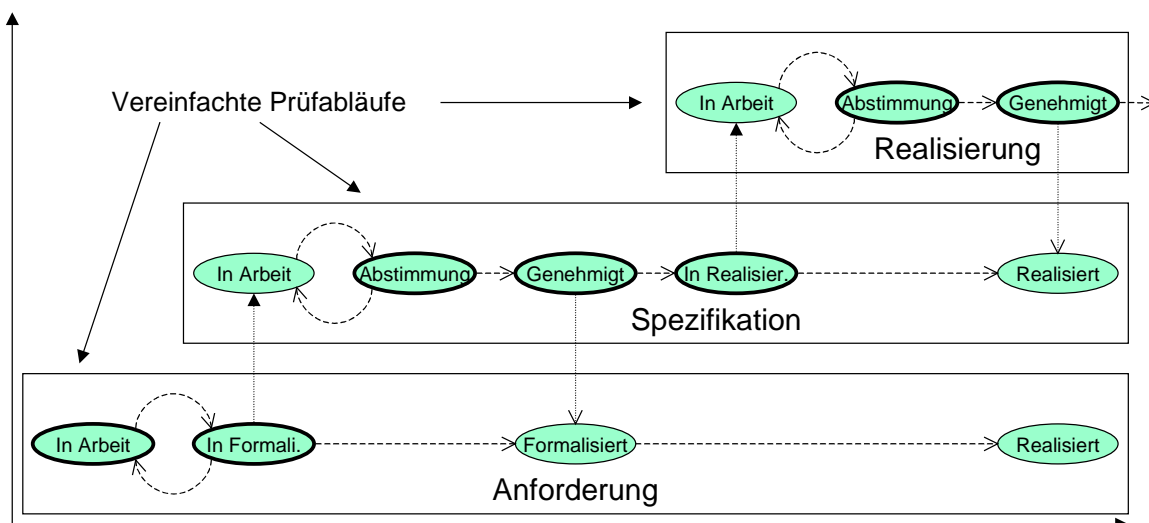 Vereinfachte Prüfabläufe
In Arbeit
Abstimmung
Genehmigt
Realisierung
In Arbeit
Abstimmung
Genehmigt
In Realisier.
Realisiert
Spezifikation
In Arbeit
In Formali.
Formalisiert
Realisiert
Anforderung